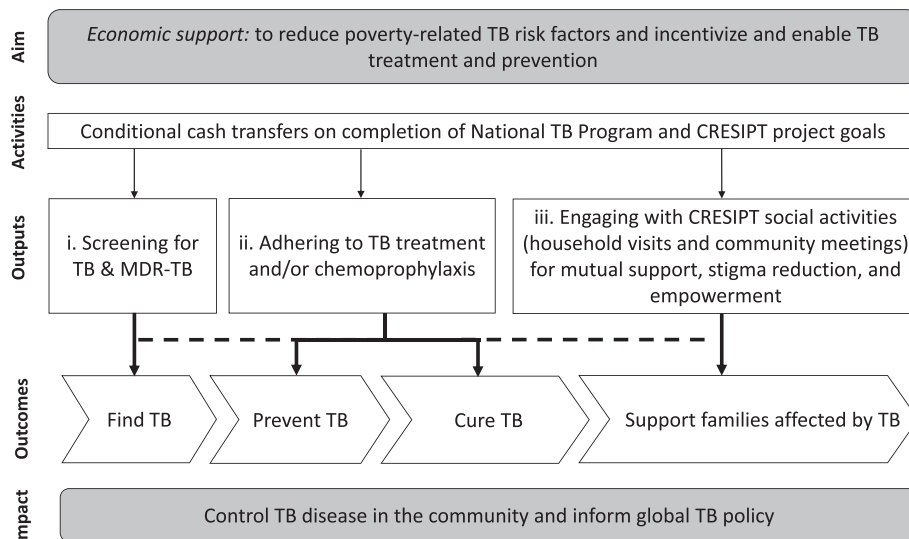 Aim
Economic support: to reduce poverty-related TB risk factors and incentivize and enable TB
treatment and prevention
Activities
Conditional cash transfers on completion of National TB Program and CRESIPT project goals
Outputs
i. Screening for
TB & MDR-TB
ii. Adhering to TB treatment
and/or chemoprophylaxis
iii. Engaging with CRESIPT social activities
(household visits and community meetings)
for mutual support, stigma reduction, and
empowerment
Outcomes
Find TB
Prevent TB
Cure TB
Support families affected by TB
mpact
Control TB disease in the community and inform global TB policy